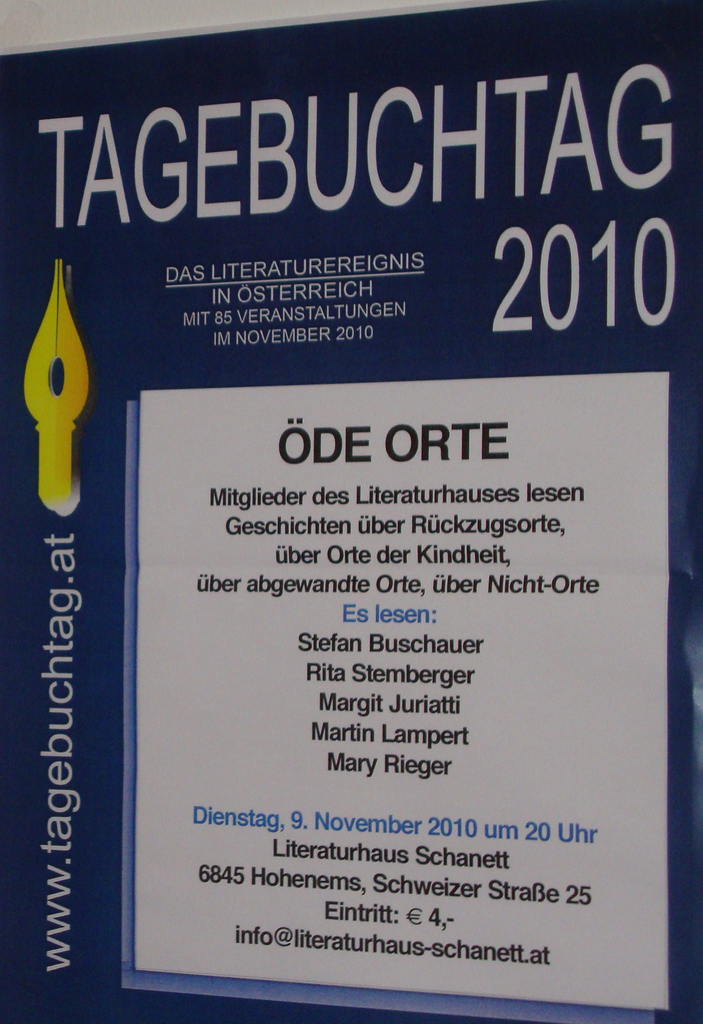 TAGEBUCHTAG
2010
DAS LITERATUREREIGNIS
IN ÖSTERREICH
MIT 85 VERANSTALTUNGEN
IM NOVEMBER 2010
www.tagebuchtag.at
ÖDE ORTE
Mitglieder des Literaturhauses lesen
Geschichten über Rückzugsorte,
über Orte der Kindheit,
über abgewandte Orte, über Nicht-Orte
Es lesen:
Stefan Buschauer
Rita Stemberger
Margit Juriatti
Martin Lampert
Mary Rieger
Dienstag, 9. November 2010 um 20 Uhr
Literaturhaus Schanett
6845 Hohenems, Schweizer Straße 25
Eintritt: € 4,-
info@literaturhaus-schanett.at